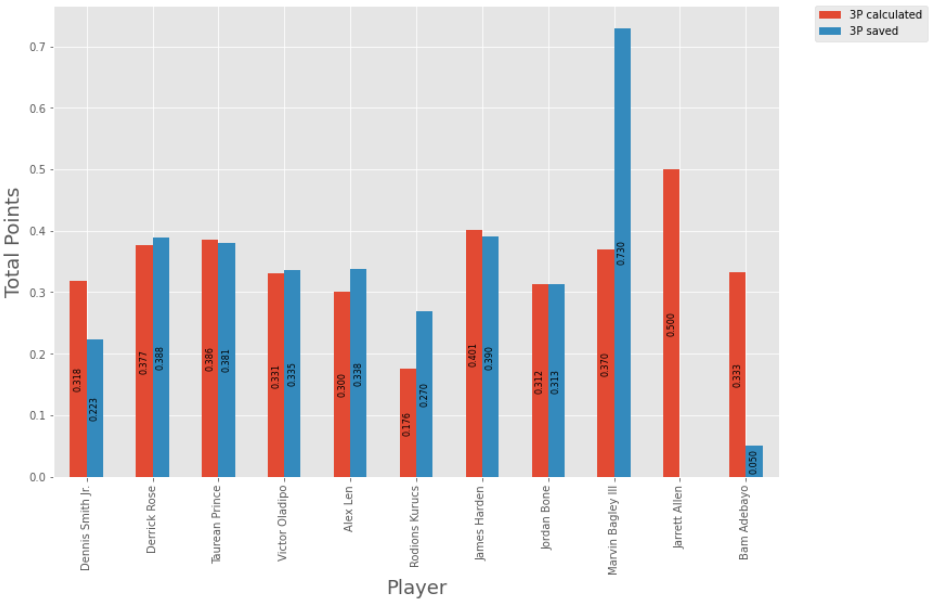 3P calculated
3P saved
0.7
0.6
0.5
0.4
0.3
0.2
0.1
0.0
Total Points
0.318
0.223
0.377
0.388
0.386
0.381
0.331
0.335
0.300
0.338
0.176
0.270
0.401
0.390
0.312
0.313
0.370
0.730
0.500
0.333
0.050
Dennis Smith Jr.
Derrick Rose
Taurean Prince
Victor Oladipo
Alex Len
Rodions Kurucs
James Harden
Jordan Bone
Marvin Bagley III
Jarrett Allen
Bam Adebayo
Player